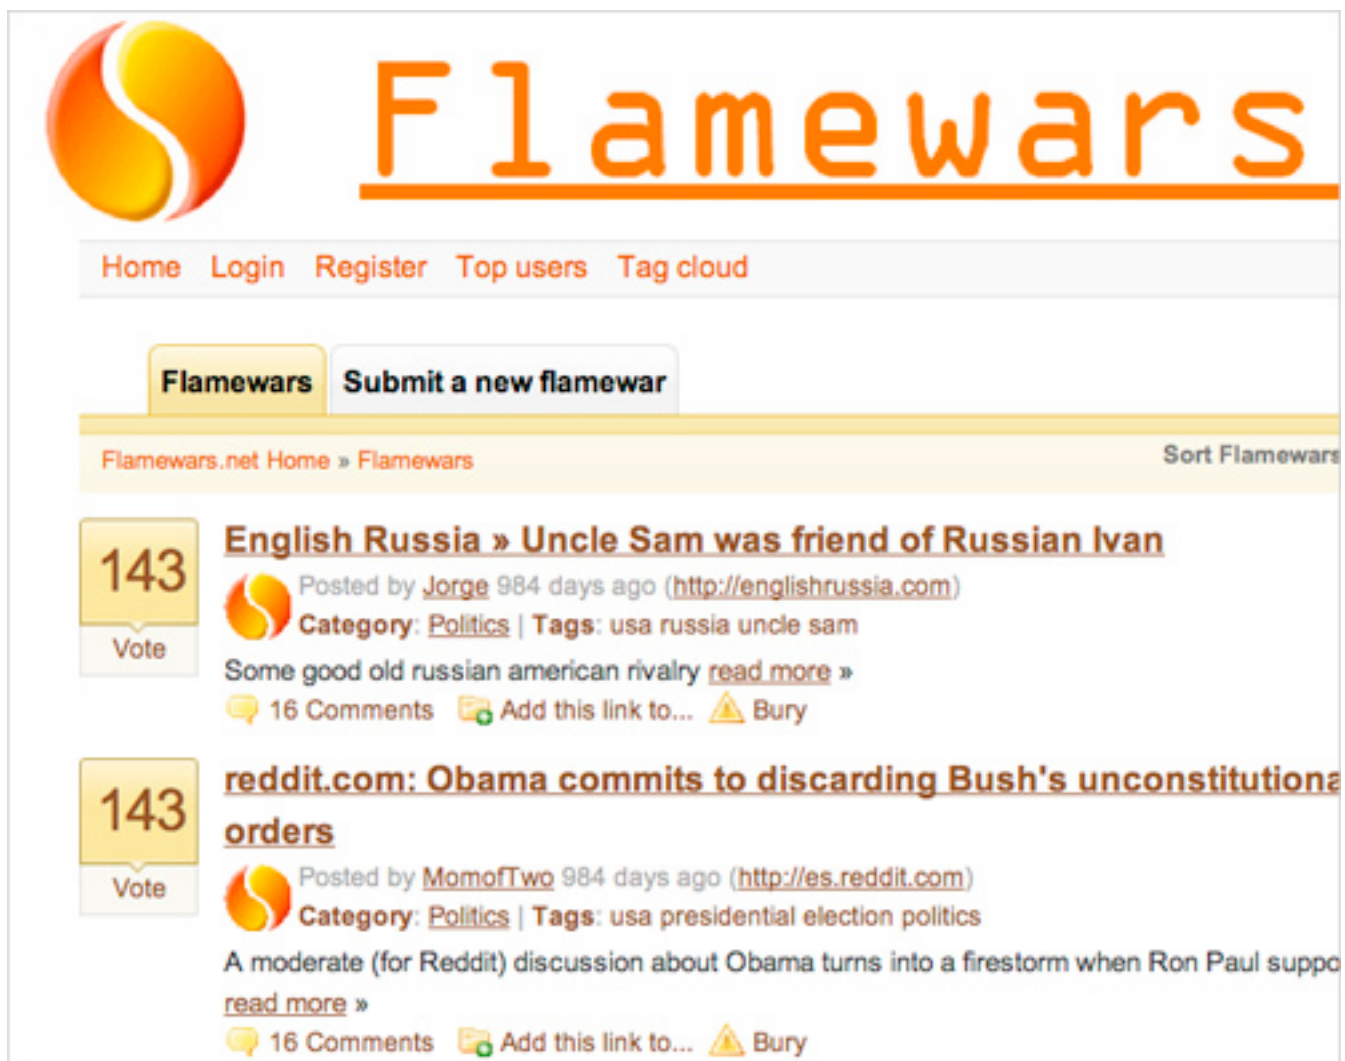 Flamewars
Home Login Register Top users Tag cloud
Flamewars Submit a new flamewar
Flamewars.net Home » Flamewars Sort Flamewars
143
Vote
English Russia » Uncle Sam was friend of Russian Ivan
Posted by Jorge 984 days ago (http://englishrussia.com)
Category: Politics | Tags: usa russia uncle sam
Some good old russian american rivalry read more »
16 Comments Add this link to... Bury
143
Vote
reddit.com: Obama commits to discarding Bush's unconstitutiona
orders
Posted by MomofTwo 984 days ago (http://es.reddit.com)
Category: Politics | Tags: usa presidential election politics
A moderate (for Reddit) discussion about Obama turns into a firestorm when Ron Paul suppo
read more »
16 Comments Add this link to... Bury